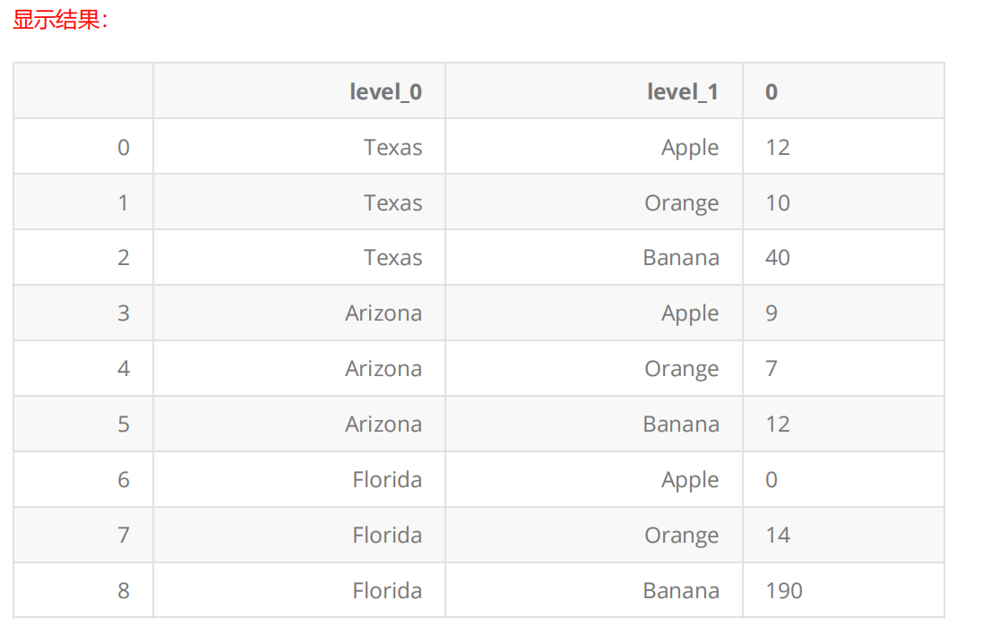 显示结果：
level_0 level_1 0
0 Texas Apple 12
1 Texas Orange 10
2 Texas Banana 40
3 Arizona Apple 9
4 Arizona Orange 7
5 Arizona Banana 12
6 Florida Apple 0
7 Florida Orange 14
8 Florida Banana 190